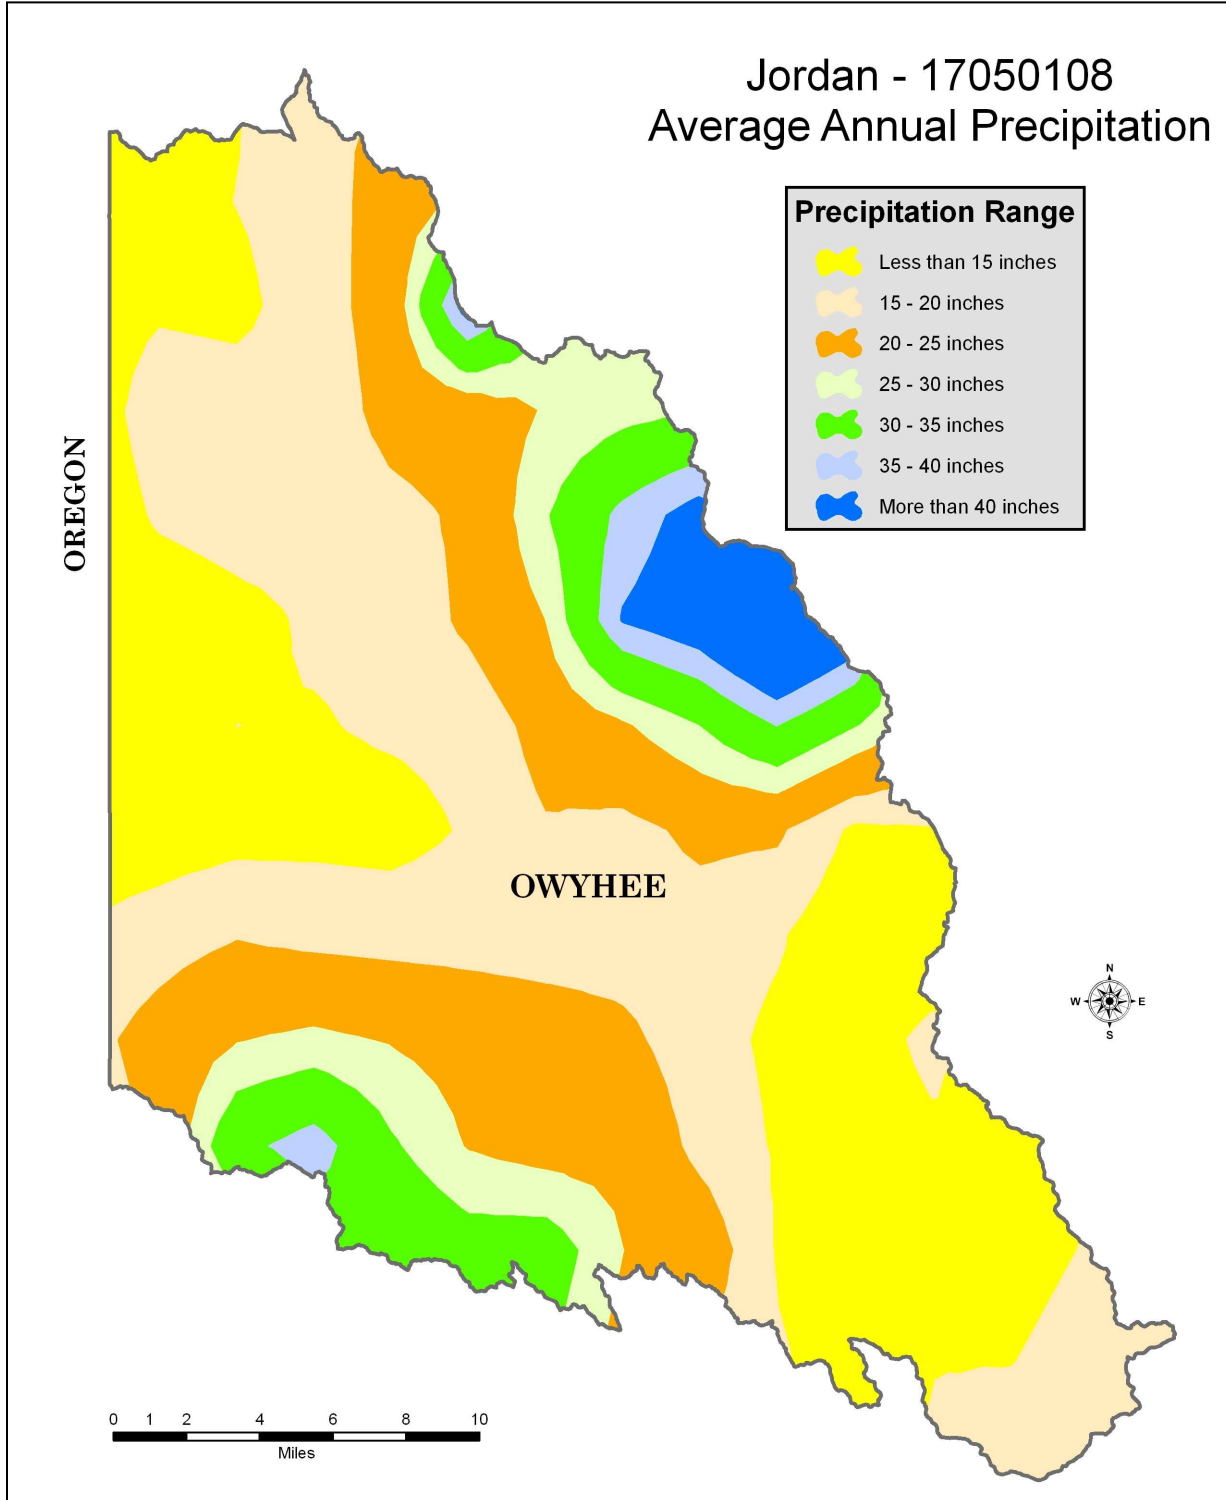 Jordan - 17050108
Average Annual Precipitation
Precipitation Range
Less than 15 inches
15 - 20 inches
20 - 25 inches
25 - 30 inches
30 - 35 inches
35 - 40 inches
More than 40 inches
OREGON
OWYHEE
N
W E
S
0 1 2 4 6 8 10
Miles